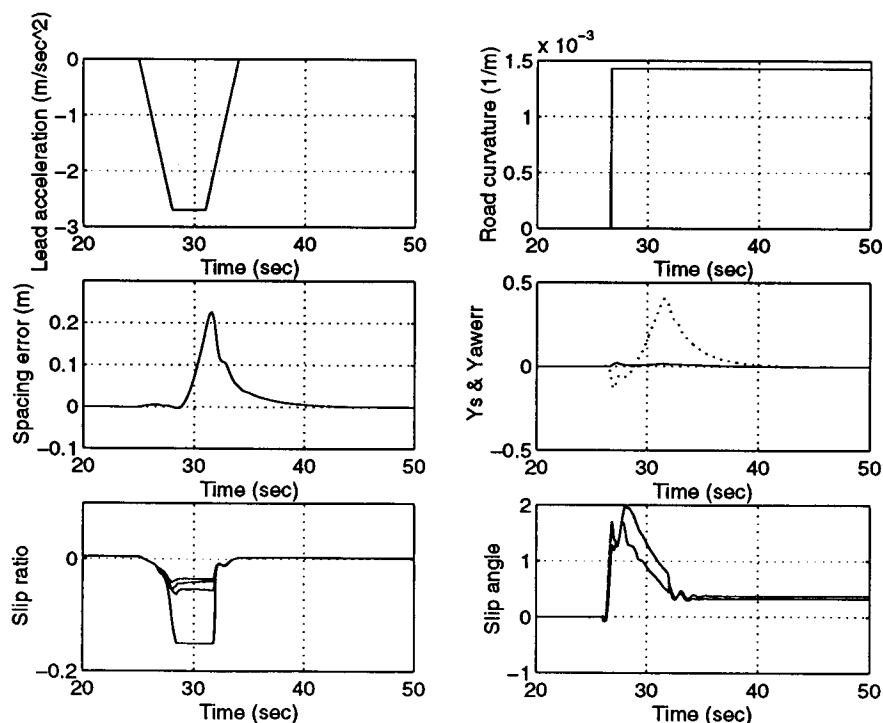 Lead acceleration (m/sec^2)
0
−1
−2
−3
20 30 40 50
Time (sec)
x 10⁻³
Road curvature (1/m)
1.5
1
0.5
0
20 30 40 50
Time (sec)
Spacing error (m)
0.2
0.1
0
−0.1
20 30 40 50
Time (sec)
Ys & Yawerr
0.5
0
−0.5
20 30 40 50
Time (sec)
Slip ratio
0
−0.2
20 30 40 50
Time (sec)
Slip angle
2
1
0
−1
20 30 40 50
Time (sec)